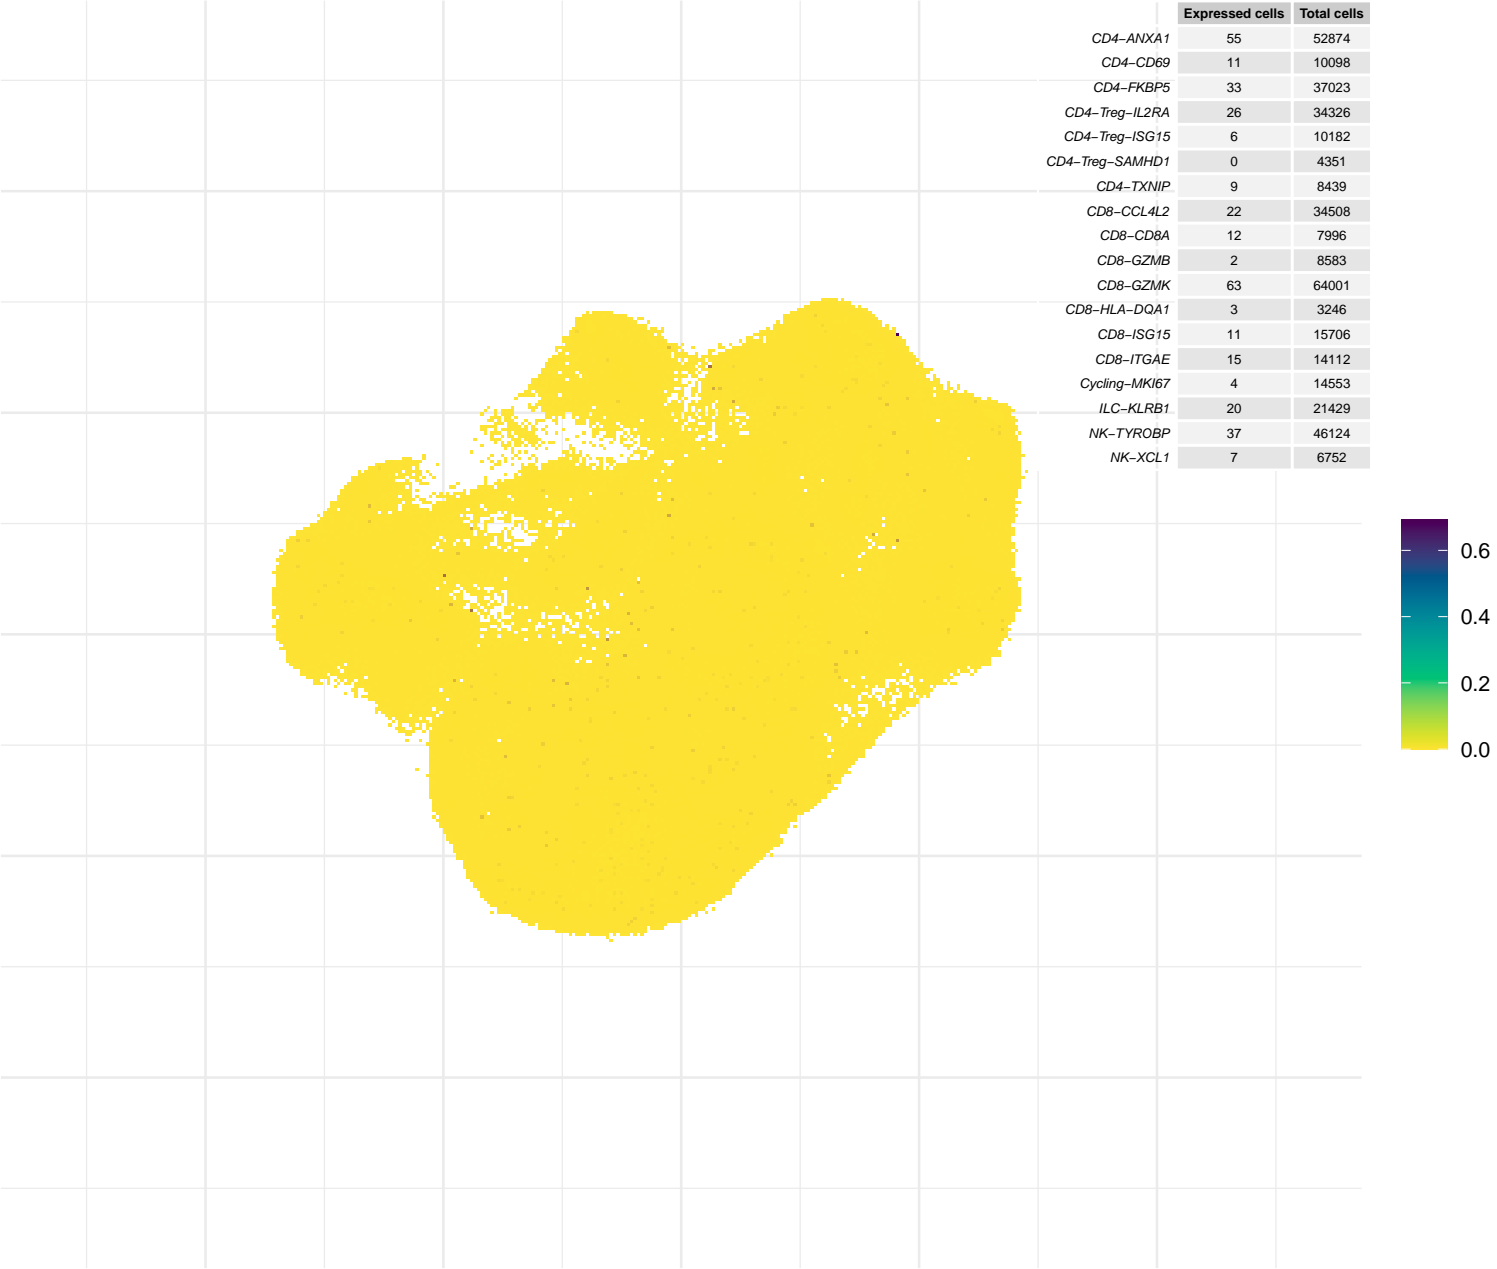 Expressed cells Total cells
CD4−ANXA1 55 52874
CD4−CD69 11 10098
CD4−FKBP5 33 37023
CD4−Treg−IL2RA 26 34326
CD4−Treg−ISG15 6 10182
CD4−Treg−SAMHD1 0 4351
CD4−TXNIP 9 8439
CD8−CCL4L2 22 34508
CD8−CD8A 12 7996
CD8−GZMB 2 8583
CD8−GZMK 63 64001
CD8−HLA−DQA1 3 3246
CD8−ISG15 11 15706
CD8−ITGAE 15 14112
Cycling−MKI67 4 14553
ILC−KLRB1 20 21429
NK−TYROBP 37 46124
NK−XCL1 7 6752
0.6
0.4
0.2
0.0